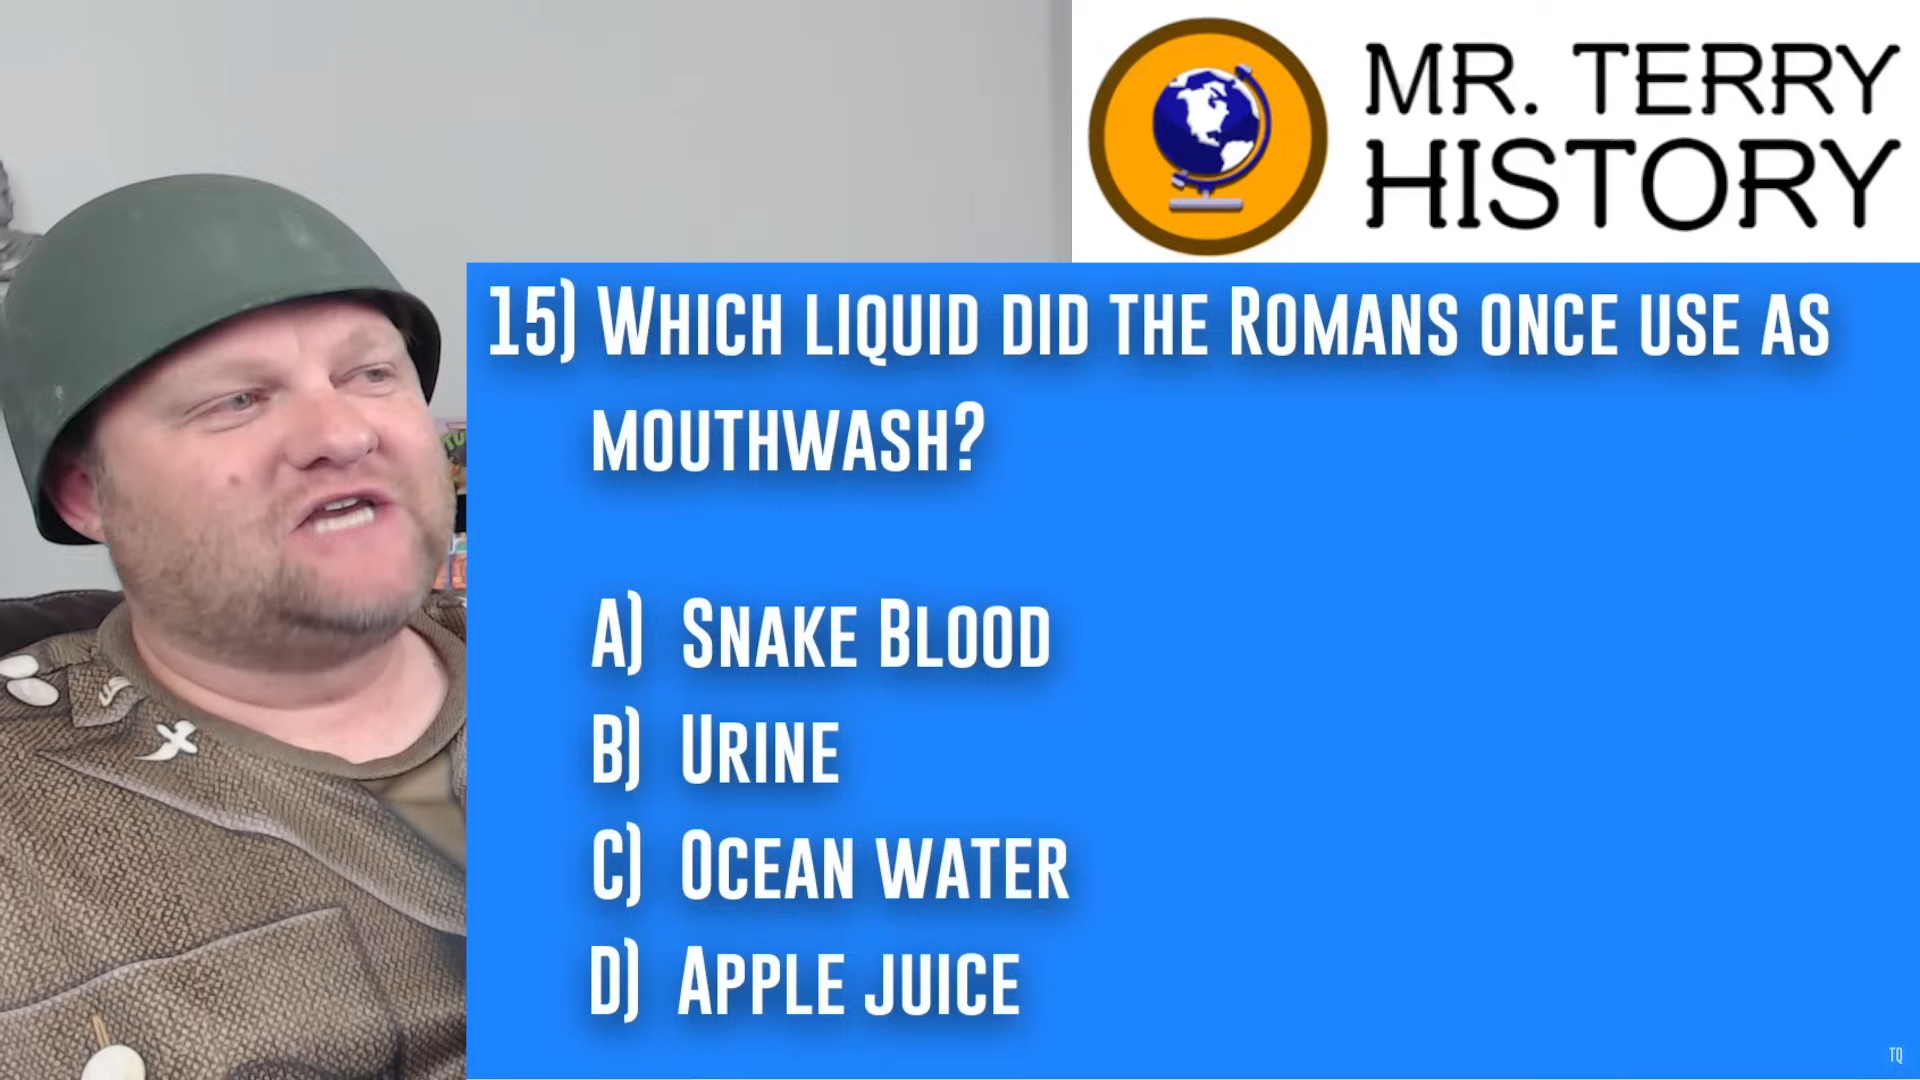 MR. TERRY
HISTORY
15) Which liquid did the Romans once use as
mouthwash?
A) Snake Blood
B) Urine
C) Ocean water
D) Apple juice
TQ